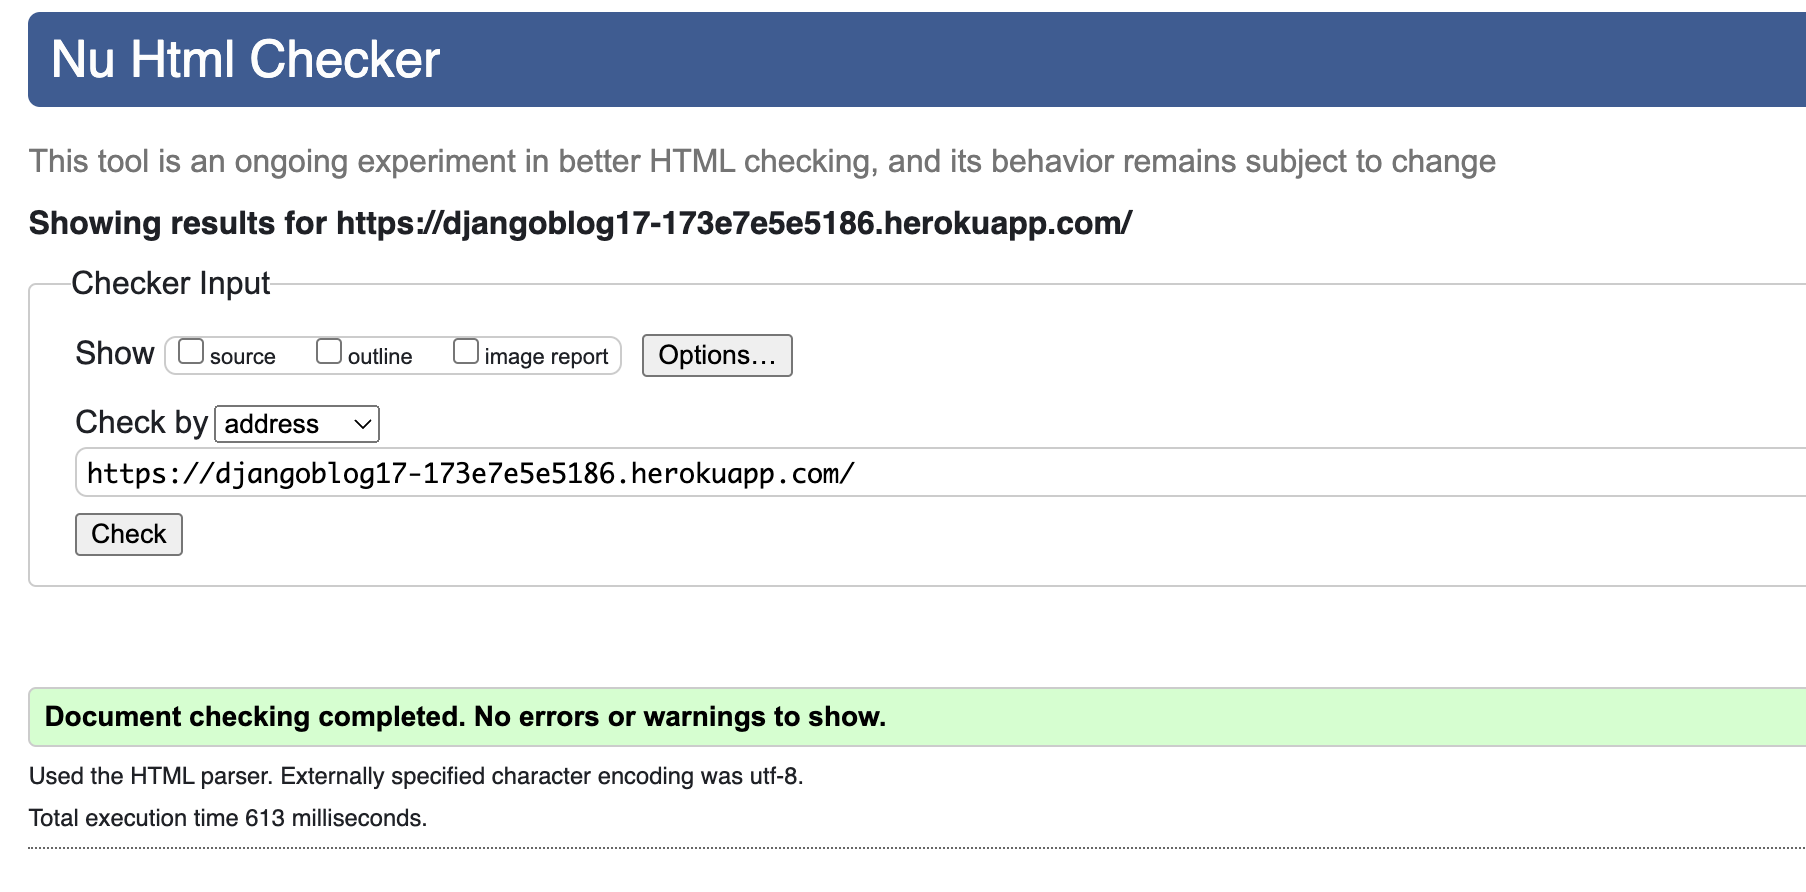 Nu Html Checker
This tool is an ongoing experiment in better HTML checking, and its behavior remains subject to change
Showing results for https://djangoblog17-173e7e5e5186.herokuapp.com/
Checker Input
Show source outline image report Options…
Check by address
https://djangoblog17-173e7e5e5186.herokuapp.com/
Check
Document checking completed. No errors or warnings to show.
Used the HTML parser. Externally specified character encoding was utf-8.
Total execution time 613 milliseconds.